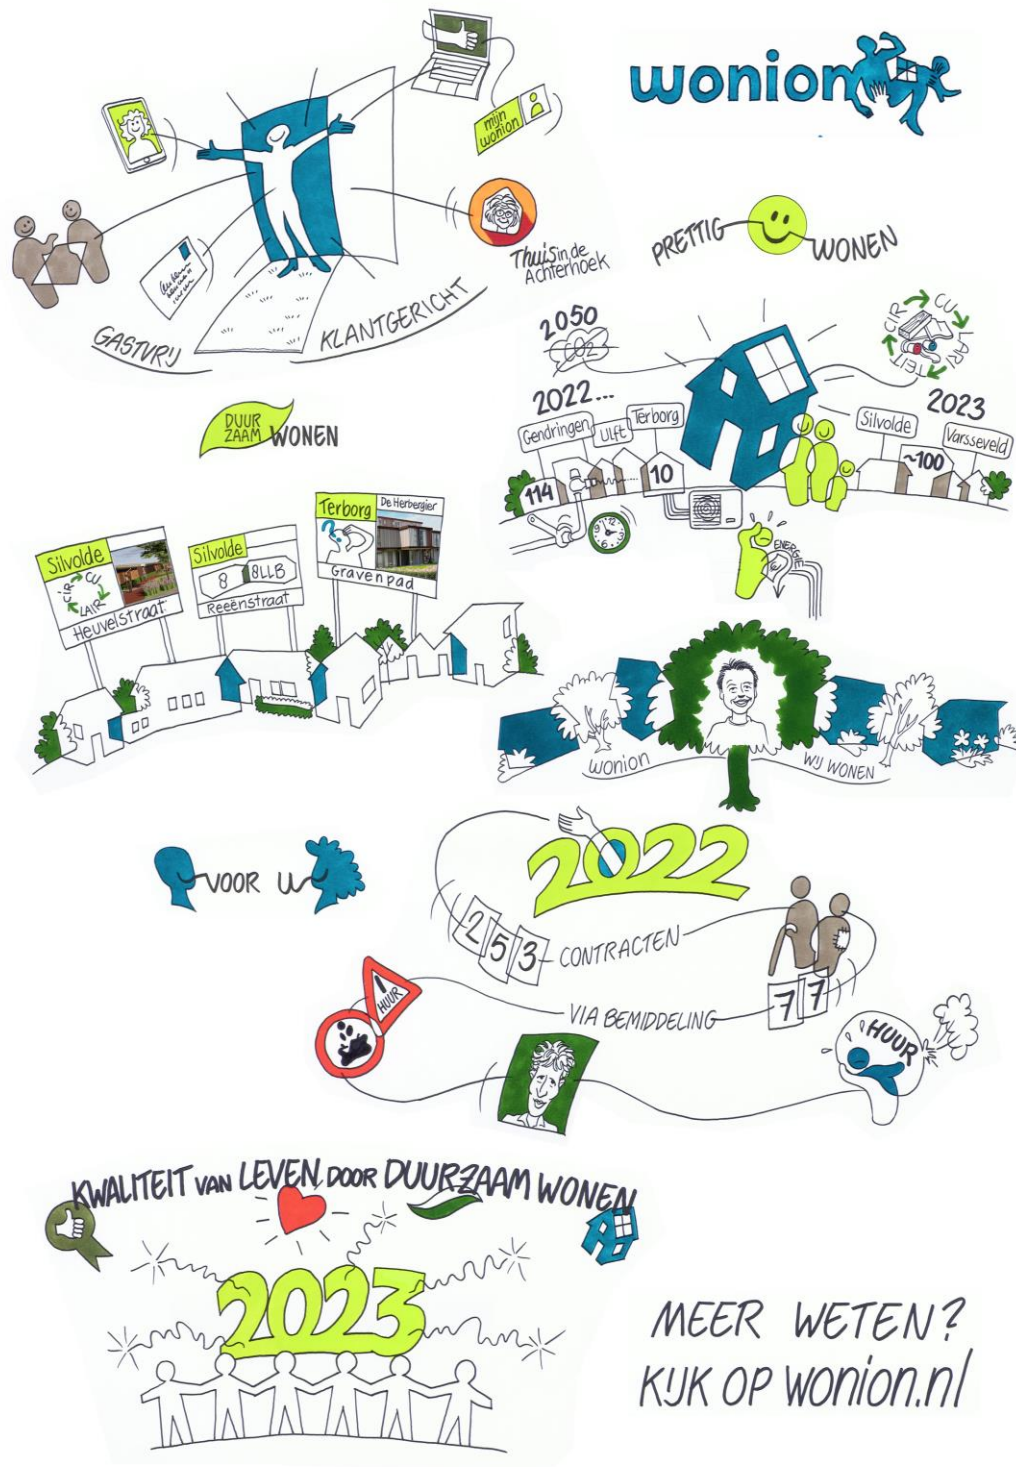 wonion
mijn
wonion
Thuis in de
Achterhoek
GASTVRIJ
KLANTGERICHT
PRETTIG WONEN
2050
CO2
CIR CU LARI TEIT
2022...
2023
Gendringen
Ulft
Terborg
Silvolde
Varsseveld
114
10
~100
ENERGIE
DUUR
ZAAM WONEN
Silvolde
CIR CU LAIR
Heuvelstraat
Silvolde
8 8LLB
Reeënstraat
Terborg
De Herbergier
Gravenpad
wonion
WIJ WONEN
VOOR U
2022
253 CONTRACTEN
VIA BEMIDDELING 77
! HUUR
HUUR
KWALITEIT VAN LEVEN DOOR DUURZAAM WONEN
2023
MEER WETEN?
KIJK OP wonion.nl